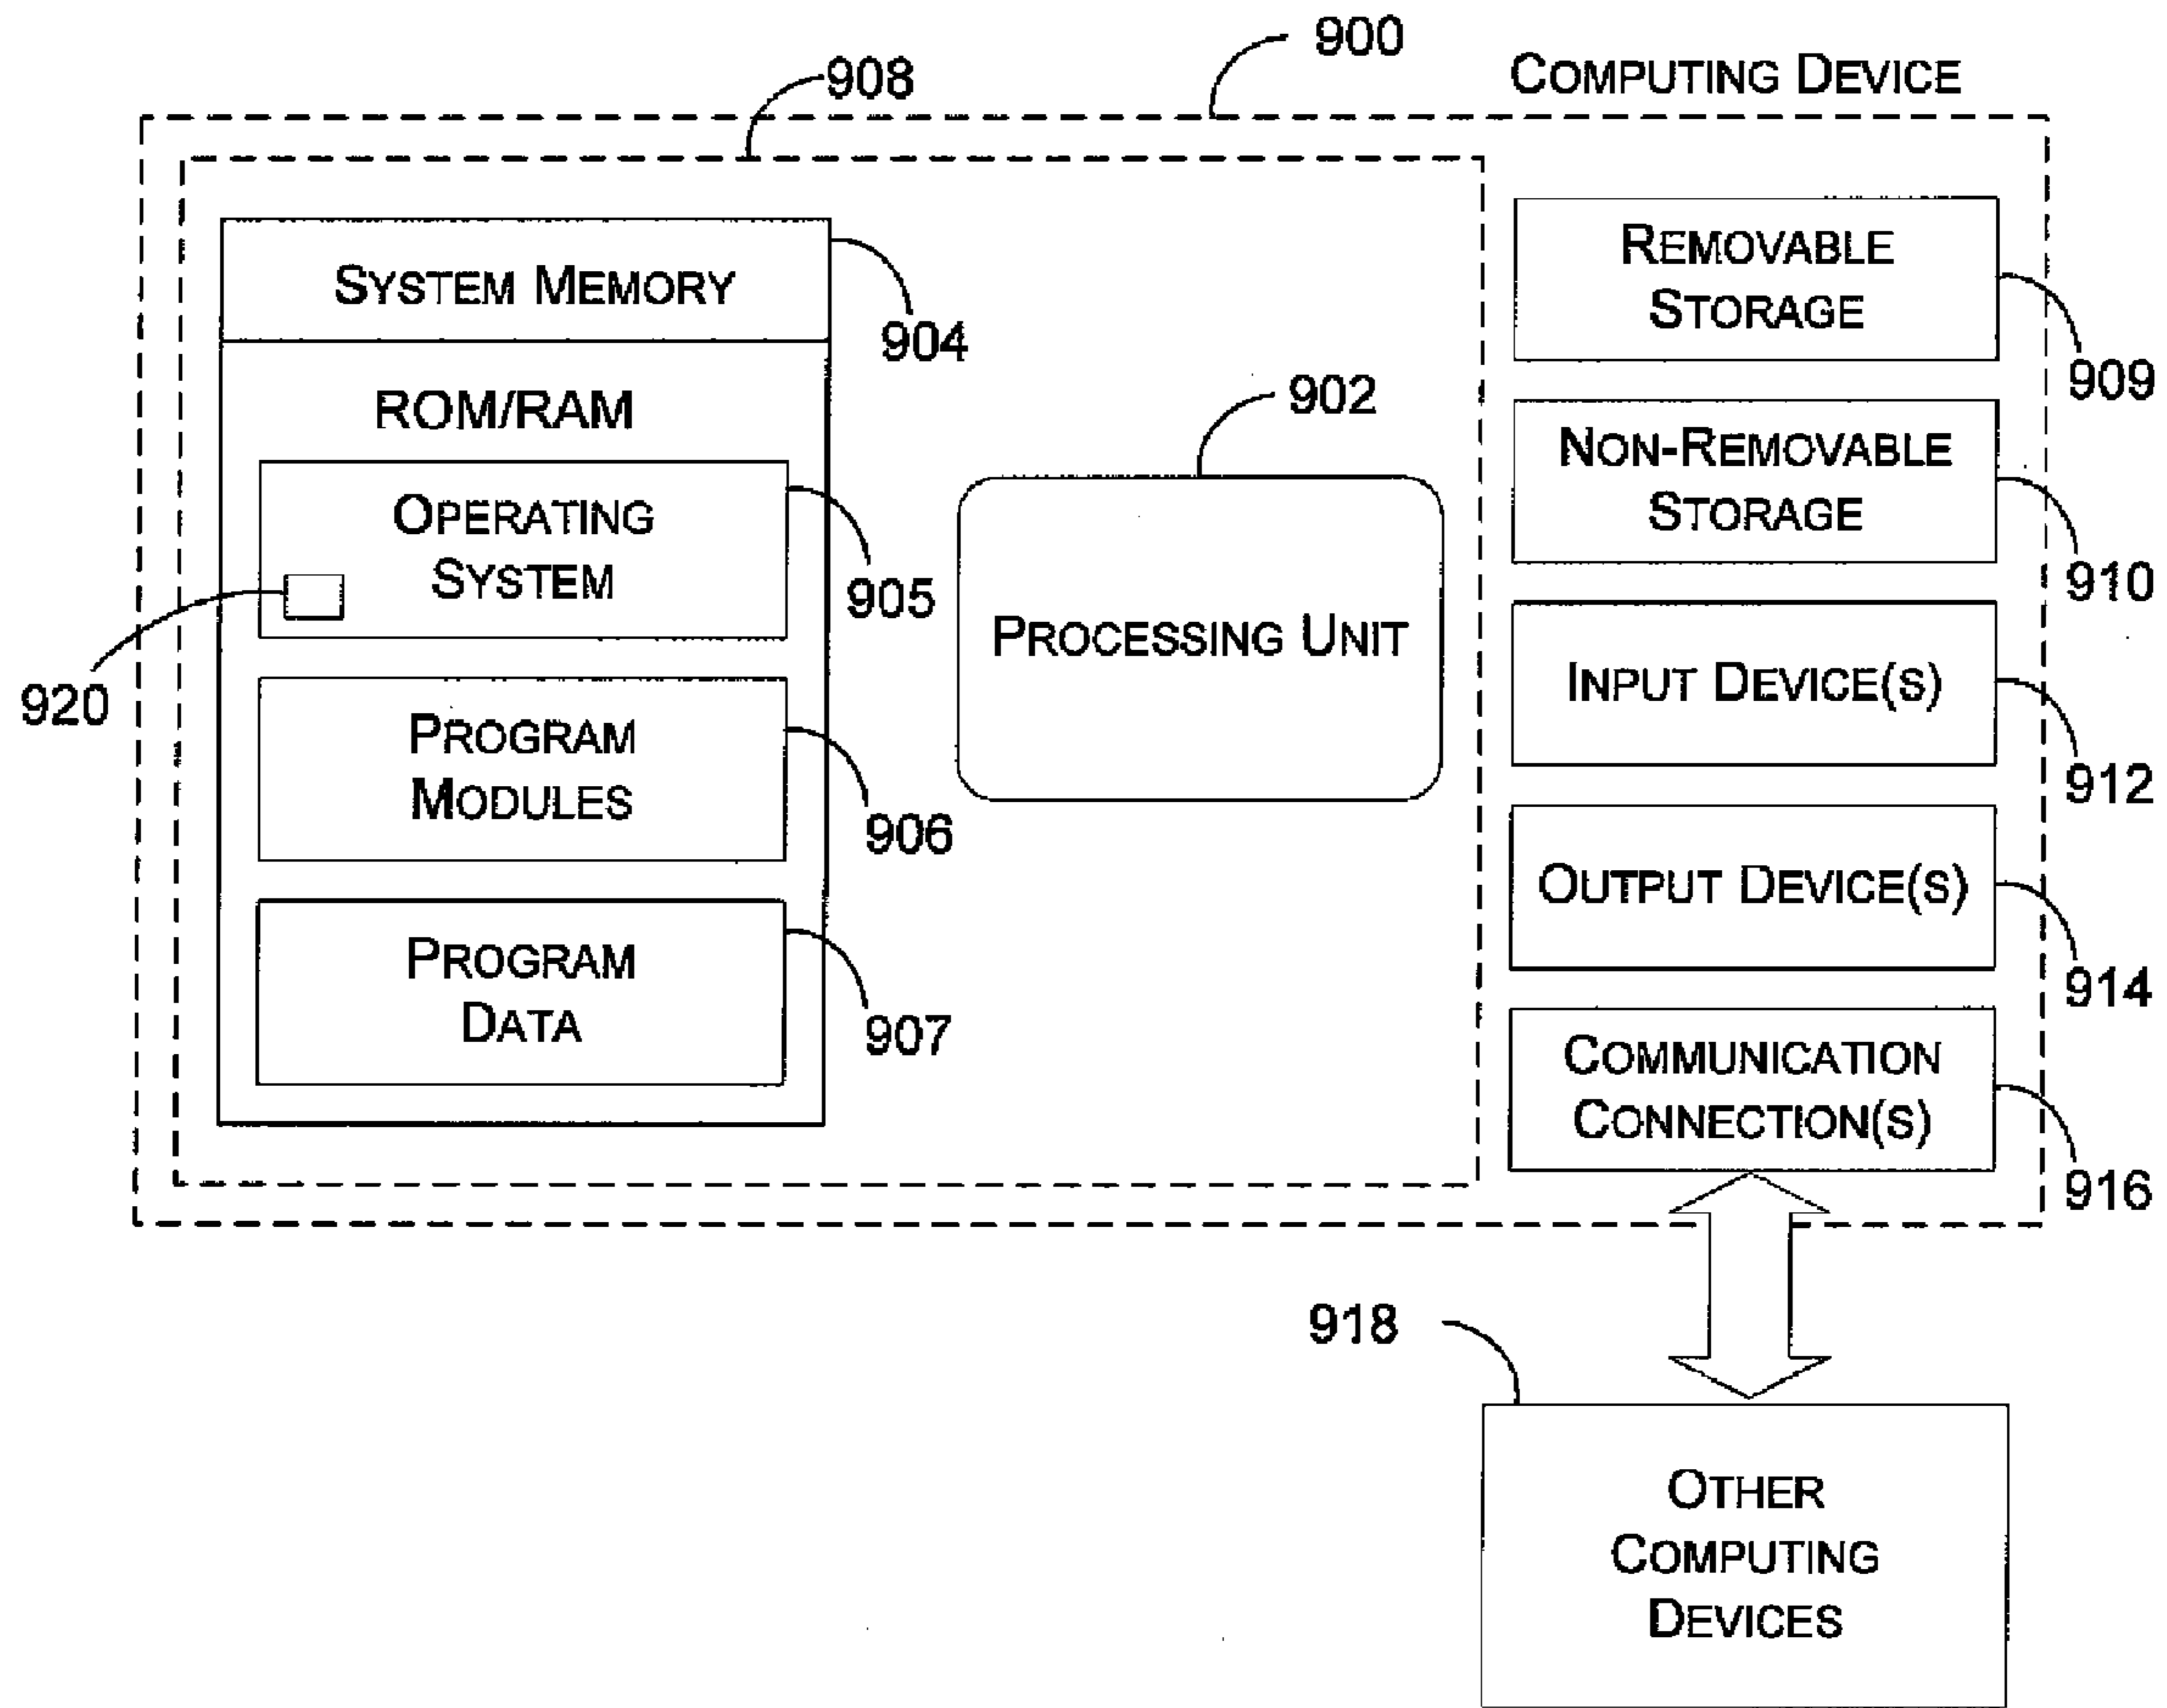 900
COMPUTING DEVICE
908
SYSTEM MEMORY
904
ROM/RAM
OPERATING
SYSTEM
905
920
PROGRAM
MODULES
906
PROGRAM
DATA
907
902
PROCESSING UNIT
REMOVABLE
STORAGE
909
NON-REMOVABLE
STORAGE
910
INPUT DEVICE(S)
912
OUTPUT DEVICE(S)
914
COMMUNICATION
CONNECTION(S)
916
918
OTHER
COMPUTING
DEVICES